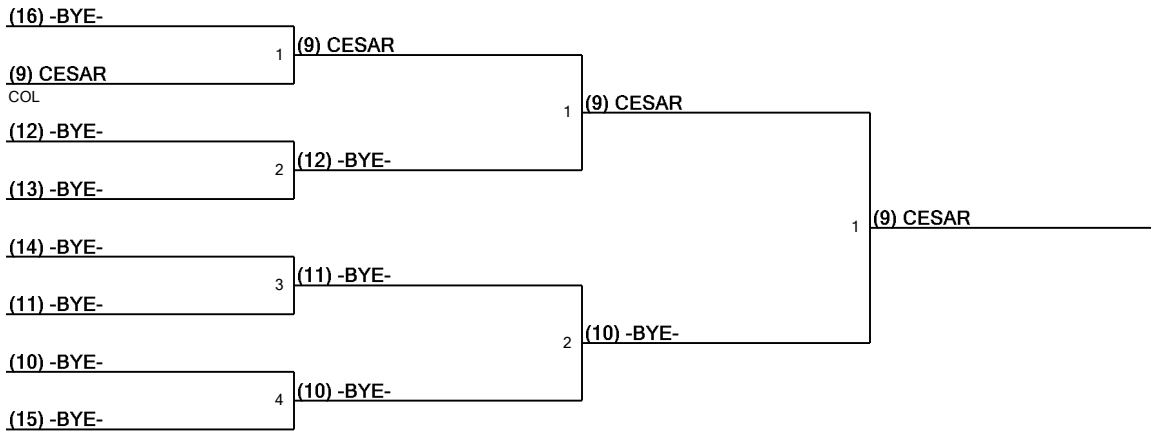 (16) -BYE-
1
(9) CESAR
(9) CESAR
COL
1
(9) CESAR
(12) -BYE-
2
(12) -BYE-
(13) -BYE-
1
(9) CESAR
(14) -BYE-
3
(11) -BYE-
(11) -BYE-
2
(10) -BYE-
(10) -BYE-
4
(10) -BYE-
(15) -BYE-